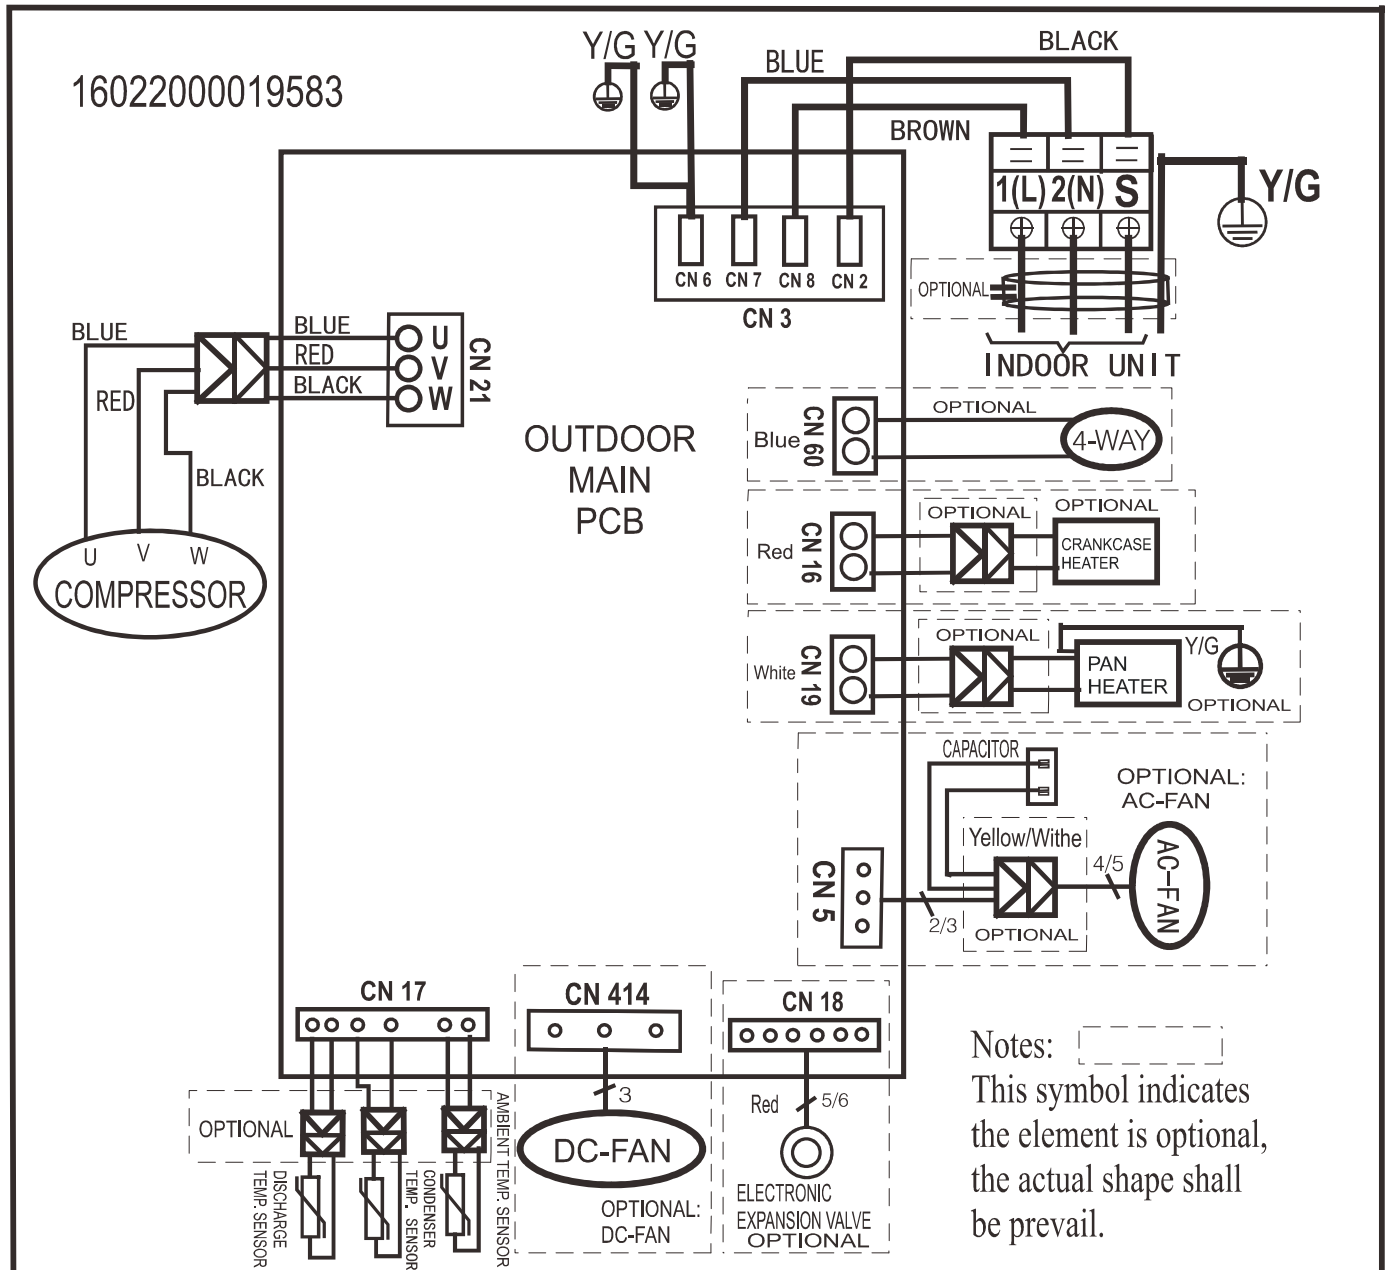 16022000019583
Y/G Y/G
BLUE
BLACK
BROWN
1(L) 2(N) S
Y/G
CN 6 CN 7 CN 8 CN 2
CN 3
OPTIONAL
INDOOR UNIT
BLUE
RED
BLACK
BLUE
RED
BLACK
U
V
W
CN 21
U V W
COMPRESSOR
OUTDOOR
MAIN
PCB
Blue
CN 60
OPTIONAL
4-WAY
Red
CN 16
OPTIONAL
OPTIONAL
CRANKCASE
HEATER
White
CN 19
OPTIONAL
PAN
HEATER
Y/G
OPTIONAL
CAPACITOR
OPTIONAL:
AC-FAN
Yellow/Withe
CN 5
2/3
OPTIONAL
4/5
AC-FAN
CN 17
OPTIONAL
DISCHARGE
TEMP. SENSOR
CONDENSER
TEMP. SENSOR
AMBIENT TEMP. SENSOR
CN 414
3
DC-FAN
OPTIONAL:
DC-FAN
CN 18
Red
5/6
ELECTRONIC
EXPANSION VALVE
OPTIONAL
Notes:
This symbol indicates
the element is optional,
the actual shape shall
be prevail.